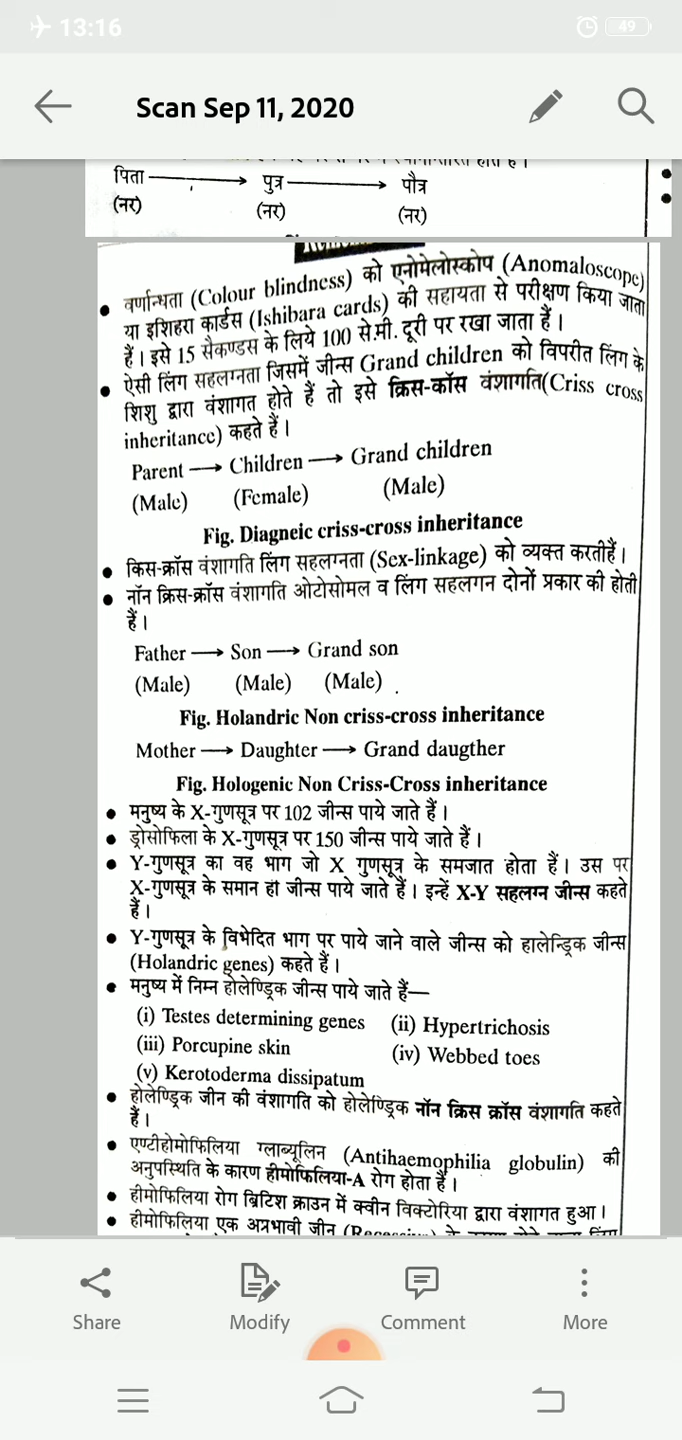 13:16
49
Scan Sep 11, 2020
पिता → पुत्र → पौत्र
(नर) (नर) (नर)
• वर्णान्धता (Colour blindness) को एनोमेलोस्कोप (Anomaloscope)
या इशिहरा कार्डस (Ishibara cards) की सहायता से परीक्षण किया जाता
हैं। इसे 15 सैकण्डस के लिये 100 से.मी. दूरी पर रखा जाता हैं।
• ऐसी लिंग सहलग्नता जिसमें जीन्स Grand children को विपरीत लिंग के
शिशु द्वारा वंशागत होते हैं तो इसे क्रिस-कॉस वंशागति(Criss cross
inheritance) कहते हैं।
Parent → Children → Grand children
(Male) (Female) (Male)
Fig. Diagneic criss-cross inheritance
• किस-क्रॉस वंशागति लिंग सहलग्नता (Sex-linkage) को व्यक्त करतीहैं।
• नॉन क्रिस-क्रॉस वंशागति ओटोसोमल व लिंग सहलगन दोनों प्रकार की होती
हैं।
Father → Son → Grand son
(Male) (Male) (Male)
Fig. Holandric Non criss-cross inheritance
Mother → Daughter → Grand daugther
Fig. Hologenic Non Criss-Cross inheritance
• मनुष्य के X-गुणसूत्र पर 102 जीन्स पाये जाते हैं।
• ड्रोसोफिला के X-गुणसूत्र पर 150 जीन्स पाये जाते हैं।
• Y-गुणसूत्र का वह भाग जो X गुणसूत्र के समजात होता हैं। उस पर
X-गुणसूत्र के समान ही जीन्स पाये जाते हैं। इन्हें X-Y सहलग्न जीन्स कहते
हैं।
• Y-गुणसूत्र के विभेदित भाग पर पाये जाने वाले जीन्स को हालेन्ड्रिक जीन्स
(Holandric genes) कहते हैं।
• मनुष्य में निम्न होलेण्ड्रिक जीन्स पाये जाते हैं—
(i) Testes determining genes (ii) Hypertrichosis
(iii) Porcupine skin (iv) Webbed toes
(v) Kerotoderma dissipatum
• होलेण्ड्रिक जीन की वंशागति को होलेण्ड्रिक नॉन क्रिस क्रॉस वंशागति कहते
हैं।
• एण्टीहोमोफिलिया ग्लाब्यूलिन (Antihaemophilia globulin) की
अनुपस्थिति के कारण हीमोफिलिया-A रोग होता हैं।
• हीमोफिलिया रोग ब्रिटिश क्राउन में क्वीन विक्टोरिया द्वारा वंशागत हुआ।
• हीमोफिलिया एक अप्रभावी जीन
Share Modify Comment More